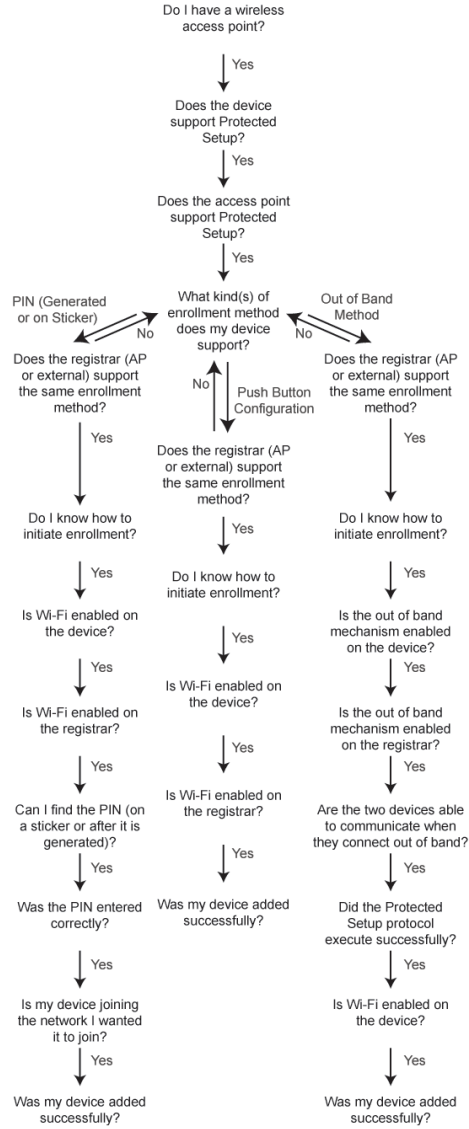 Do I have a wireless
access point?
Yes
Does the device
support Protected
Setup?
Yes
Does the access point
support Protected
Setup?
Yes
What kind(s) of
enrollment method
does my device
support?
PIN (Generated
or on Sticker)
No
Does the registrar (AP
or external) support
the same enrollment
method?
Yes
Do I know how to
initiate enrollment?
Yes
Is Wi-Fi enabled on
the device?
Yes
Is Wi-Fi enabled on
the registrar?
Yes
Can I find the PIN (on
a sticker or after it is
generated)?
Yes
Was the PIN entered
correctly?
Yes
Is my device joining
the network I wanted
it to join?
Yes
Was my device added
successfully?
No
Push Button
Configuration
Does the registrar (AP
or external) support
the same enrollment
method?
Yes
Do I know how to
initiate enrollment?
Yes
Is Wi-Fi enabled on
the device?
Yes
Is Wi-Fi enabled on
the registrar?
Yes
Was my device added
successfully?
Out of Band
Method
No
Does the registrar (AP
or external) support
the same enrollment
method?
Yes
Do I know how to
initiate enrollment?
Yes
Is the out of band
mechanism enabled
on the device?
Yes
Is the out of band
mechanism enabled
on the registrar?
Yes
Are the two devices able
to communicate when
they connect out of band?
Yes
Did the Protected
Setup protocol
execute successfully?
Yes
Is Wi-Fi enabled on
the device?
Yes
Was my device added
successfully?